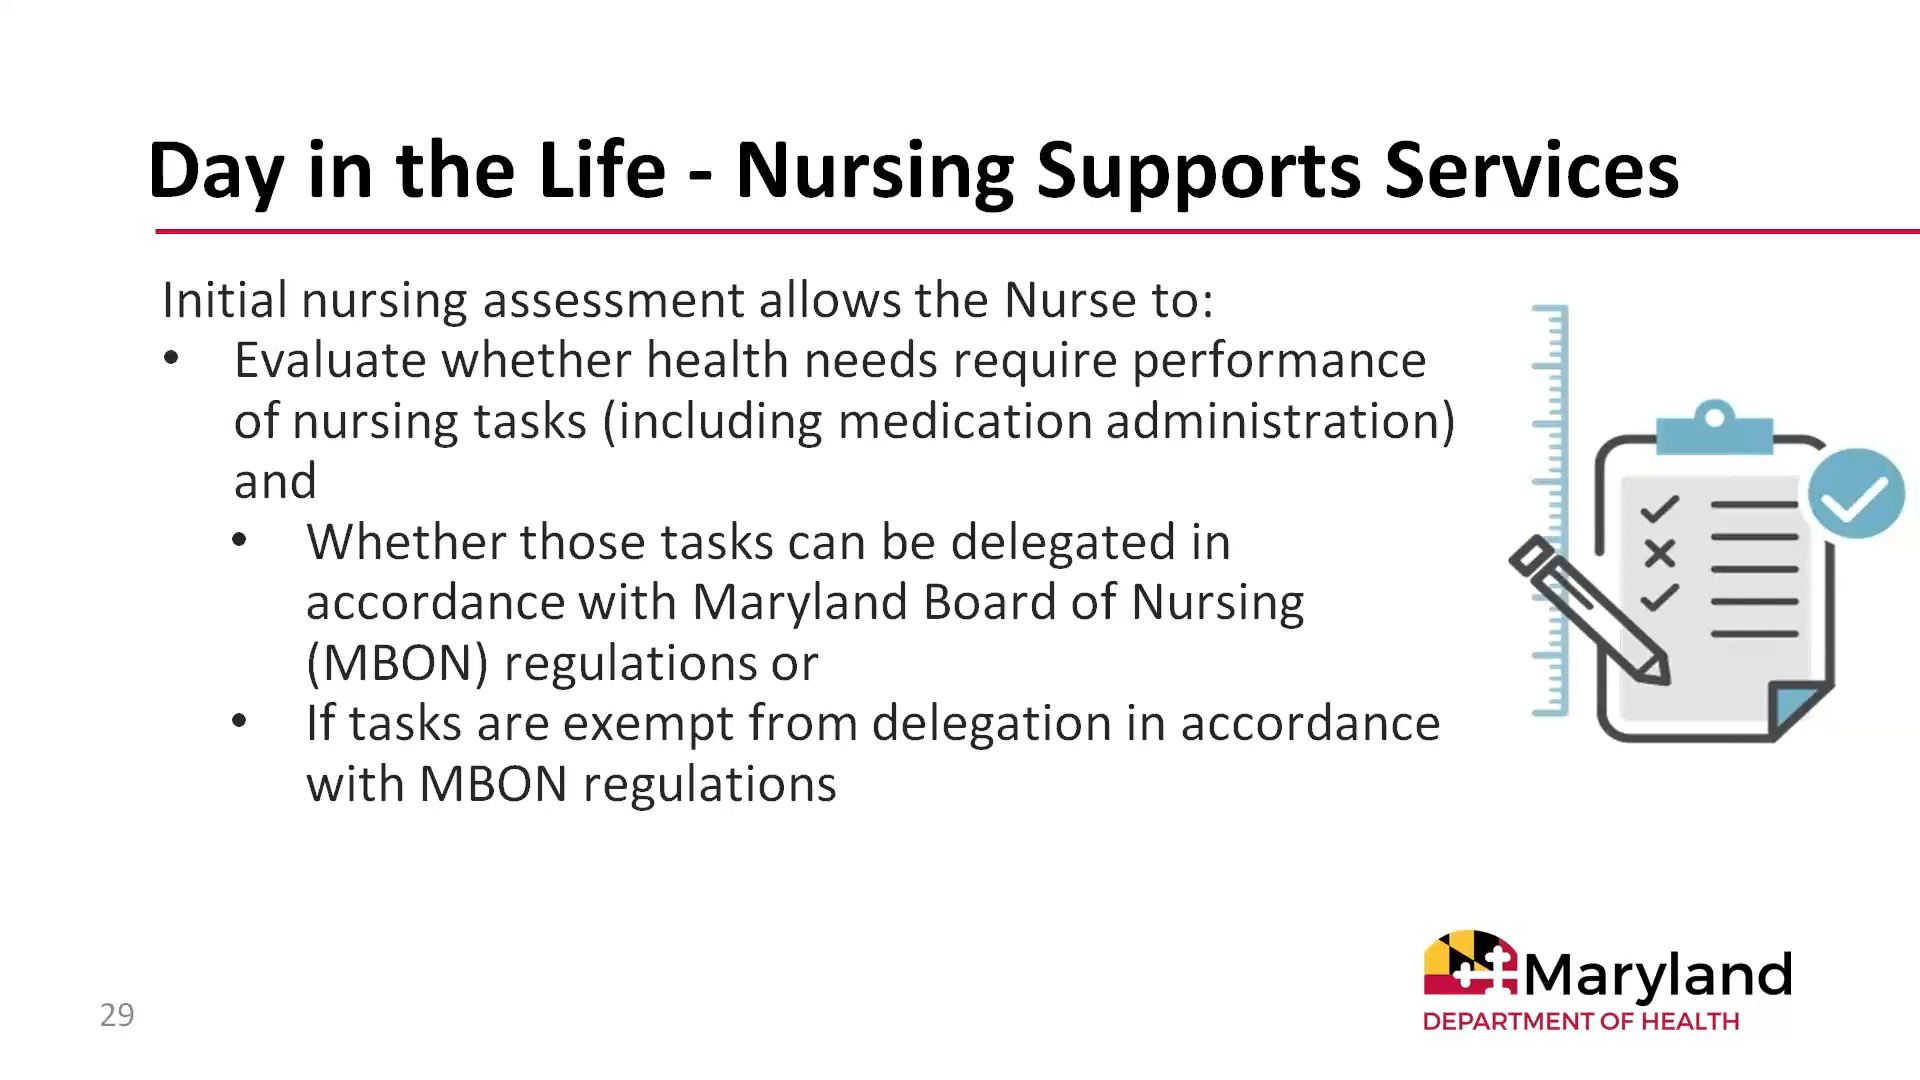 Day in the Life - Nursing Supports Services
Initial nursing assessment allows the Nurse to:
• Evaluate whether health needs require performance
of nursing tasks (including medication administration)
and
• Whether those tasks can be delegated in
accordance with Maryland Board of Nursing
(MBON) regulations or
• If tasks are exempt from delegation in accordance
with MBON regulations
29
Maryland
DEPARTMENT OF HEALTH